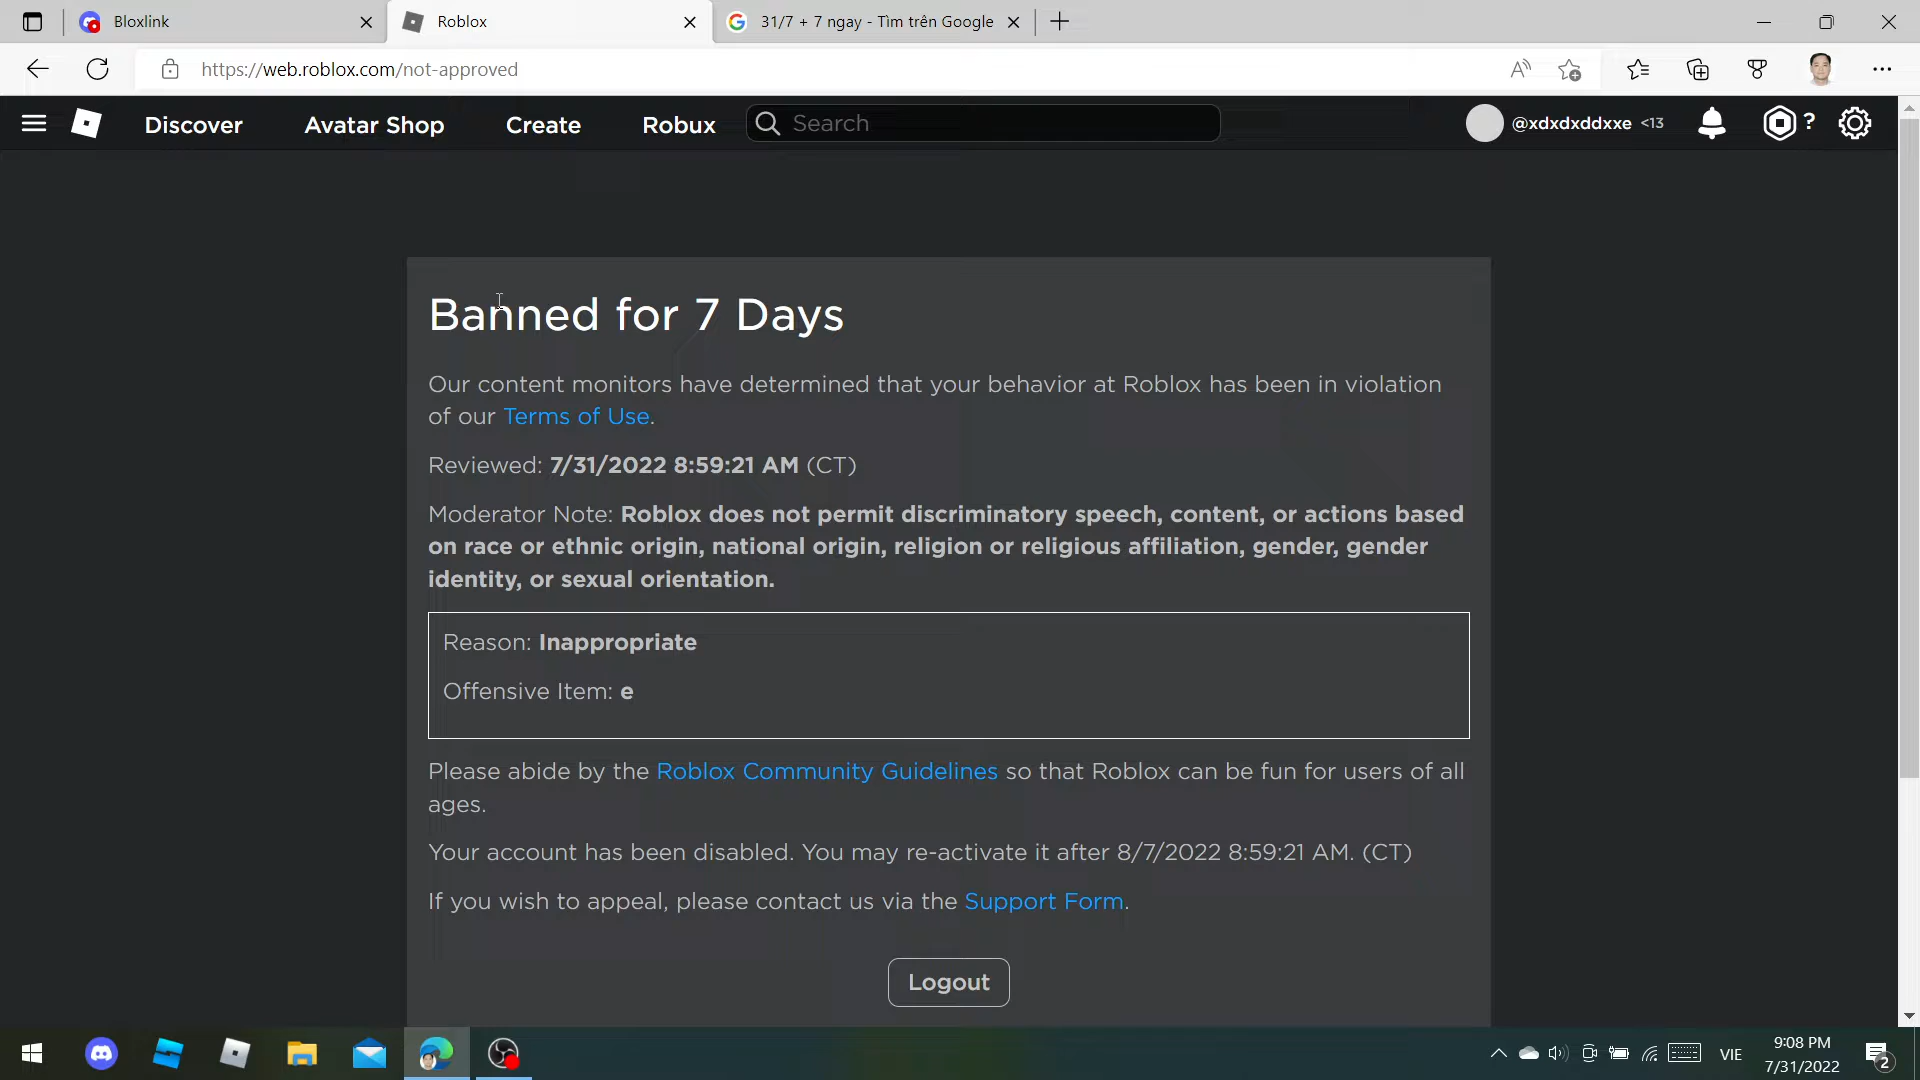 Bloxlink
Roblox
31/7 + 7 ngay - Tìm trên Google
https://web.roblox.com/not-approved
Discover
Avatar Shop
Create
Robux
Search
@xdxdxddxxe <13
?
Banned for 7 Days
Our content monitors have determined that your behavior at Roblox has been in violation
of our Terms of Use.
Reviewed: 7/31/2022 8:59:21 AM (CT)
Moderator Note: Roblox does not permit discriminatory speech, content, or actions based
on race or ethnic origin, national origin, religion or religious affiliation, gender, gender
identity, or sexual orientation.
Reason: Inappropriate
Offensive Item: e
Please abide by the Roblox Community Guidelines so that Roblox can be fun for users of all
ages.
Your account has been disabled. You may re-activate it after 8/7/2022 8:59:21 AM. (CT)
If you wish to appeal, please contact us via the Support Form.
Logout
VIE
9:08 PM
7/31/2022
2